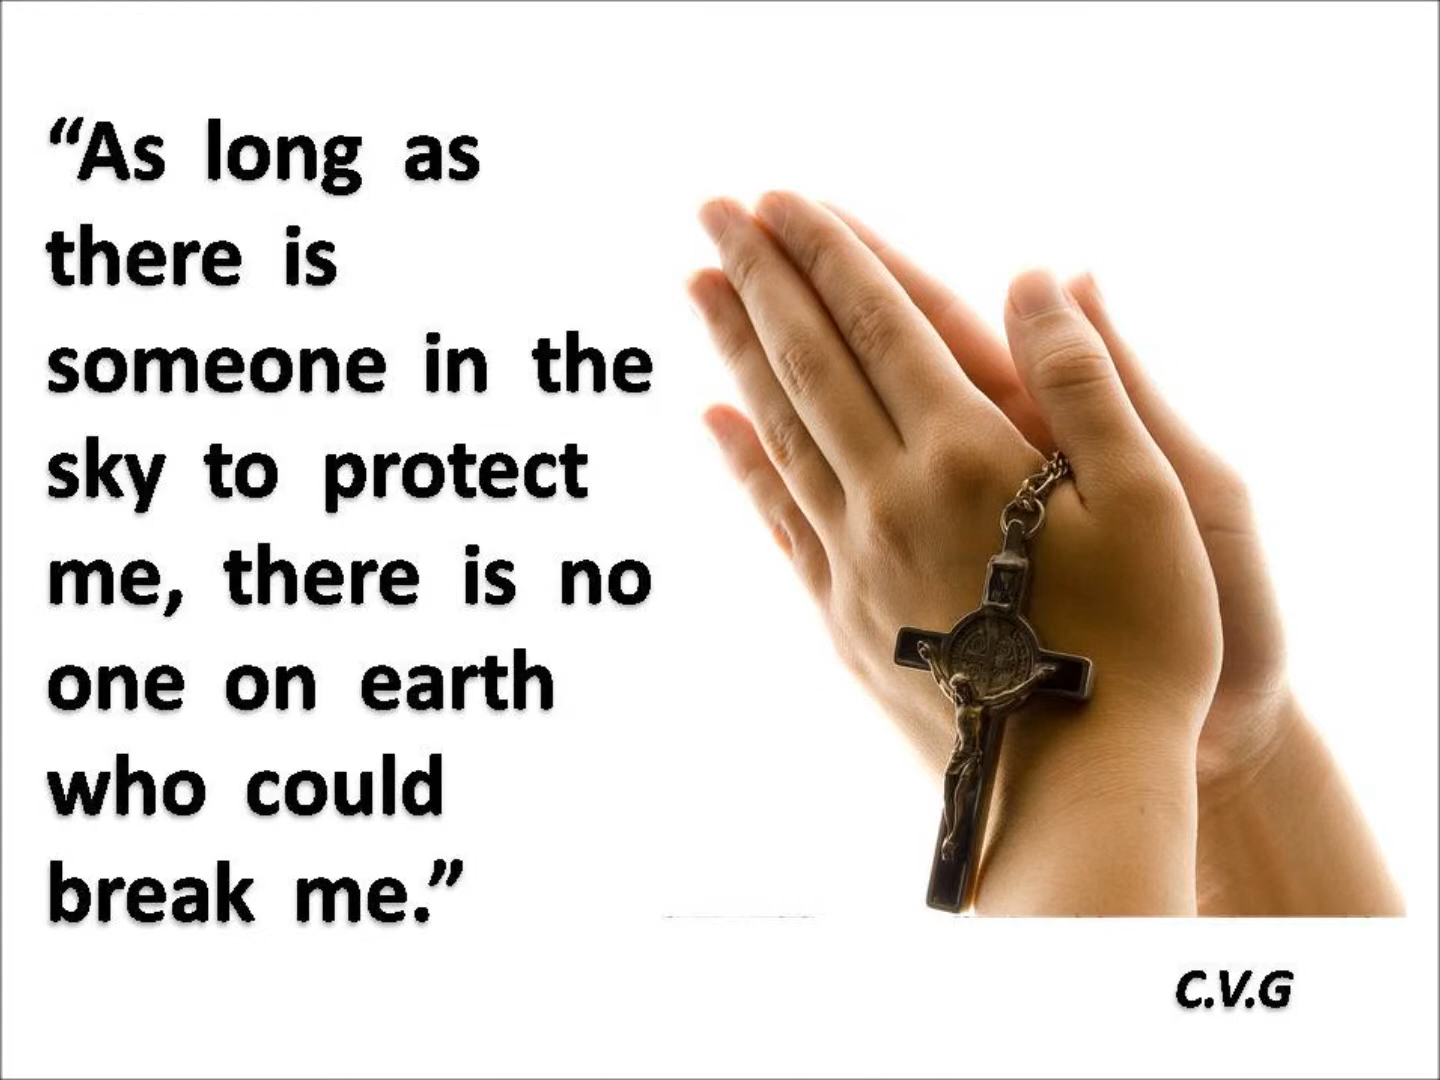 “As long as
there is
someone in the
sky to protect
me, there is no
one on earth
who could
break me.”
C.V.G